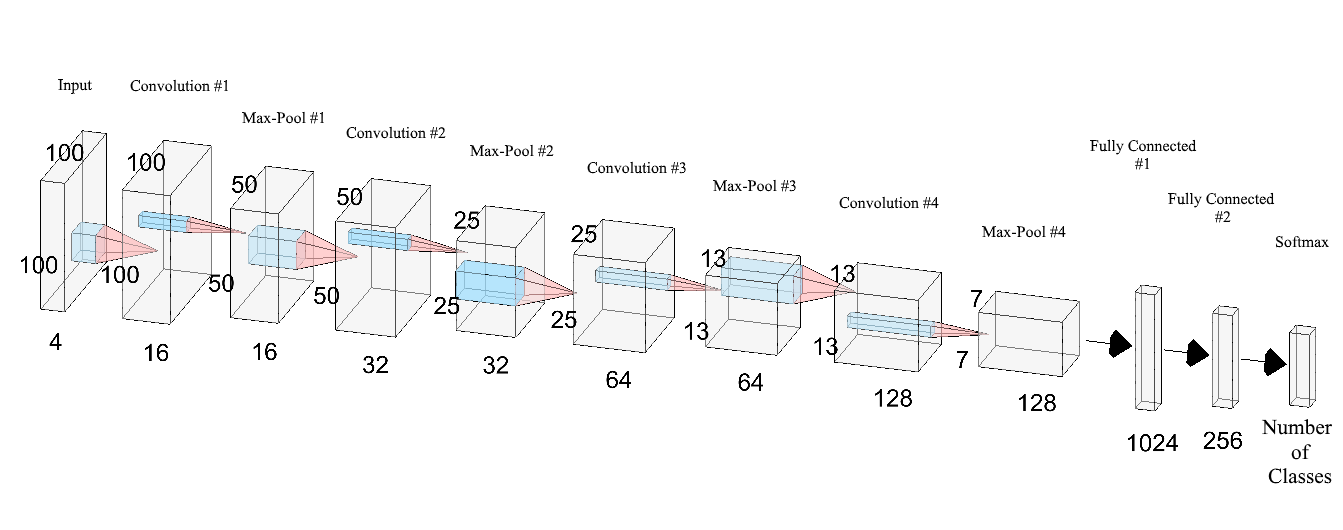 Input
100
100
4
Convolution #1
100
100
16
Max-Pool #1
50
50
16
Convolution #2
50
50
32
Max-Pool #2
25
25
32
Convolution #3
25
25
64
Max-Pool #3
13
13
64
Convolution #4
13
13
128
Max-Pool #4
7
7
128
Fully Connected
#1
1024
Fully Connected
#2
256
Softmax
Number
of
Classes